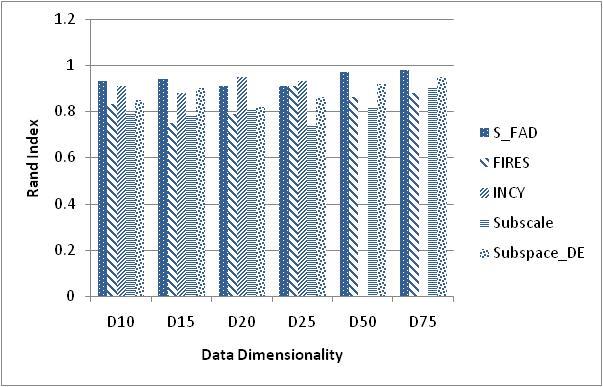 1.2
1
0.8
0.6
0.4
0.2
0
Rand Index
D10 D15 D20 D25 D50 D75
Data Dimensionality
S_FAD
FIRES
INCY
Subscale
Subspace_DE